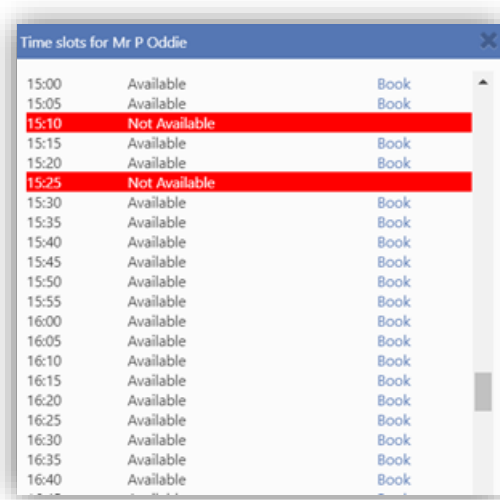 Time slots for Mr P Oddie
15:00 Available Book
15:05 Available Book
15:10 Not Available
15:15 Available Book
15:20 Available Book
15:25 Not Available
15:30 Available Book
15:35 Available Book
15:40 Available Book
15:45 Available Book
15:50 Available Book
15:55 Available Book
16:00 Available Book
16:05 Available Book
16:10 Available Book
16:15 Available Book
16:20 Available Book
16:25 Available Book
16:30 Available Book
16:35 Available Book
16:40 Available Book